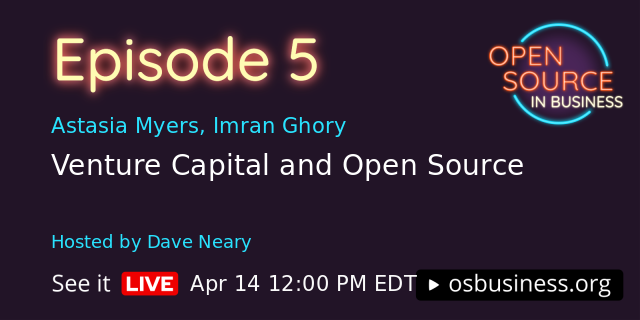 Episode 5
OPEN
SOURCE
IN BUSINESS
Astasia Myers, Imran Ghory
Venture Capital and Open Source
Hosted by Dave Neary
See it LIVE Apr 14 12:00 PM EDT
osbusiness.org